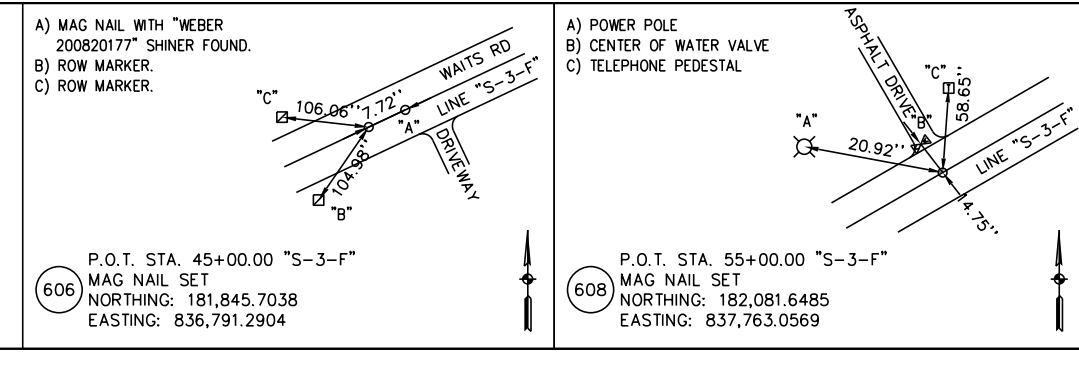 A) MAG NAIL WITH "WEBER
200820177" SHINER FOUND.
B) ROW MARKER.
C) ROW MARKER.
"C"
106.06''
7.72''
"A"
WAITS RD
LINE "S-3-F"
DRIVEWAY
104.98''
"B"
606
P.O.T. STA. 45+00.00 "S-3-F"
MAG NAIL SET
NORTHING: 181,845.7038
EASTING: 836,791.2904
A) POWER POLE
B) CENTER OF WATER VALVE
C) TELEPHONE PEDESTAL
ASPHALT DRIVE
"C"
T
58.65''
"A"
"B"
20.92''
LINE "S-3-F"
14.75''
608
P.O.T. STA. 55+00.00 "S-3-F"
MAG NAIL SET
NORTHING: 182,081.6485
EASTING: 837,763.0569